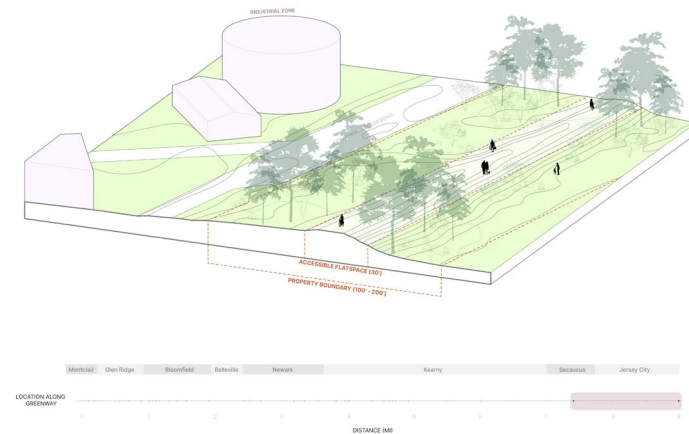 INDUSTRIAL ZONE
ACCESSIBLE FLATSPACE (30')
PROPERTY BOUNDARY (100' - 200')
Montclair Glen Ridge Bloomfield Belleville Newark Kearny Secaucus Jersey City
LOCATION ALONG
GREENWAY
0 1 2 3 4 5 6 7 8 9
DISTANCE (MI)